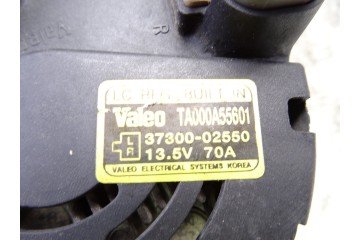 I.C REG. BUILT IN
Valeo TA000A55601
L
R
37300-02550
13.5V 70A
VALEO ELECTRICAL SYSTEMS KOREA